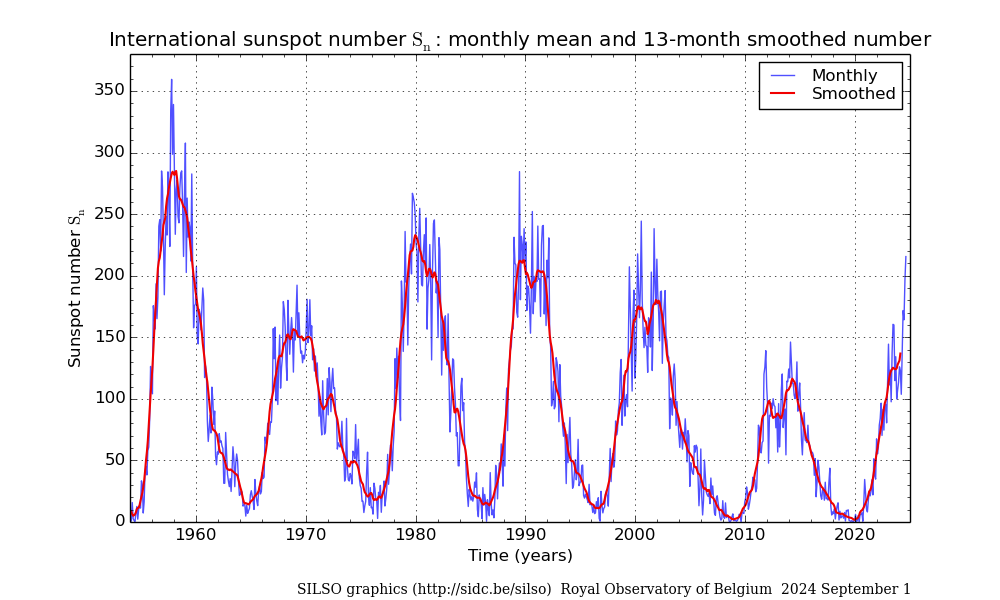 International sunspot number Sn : monthly mean and 13-month smoothed number
Monthly
Smoothed
350
300
250
200
150
100
50
0
Sunspot number Sn
1960 1970 1980 1990 2000 2010 2020
Time (years)
SILSO graphics (http://sidc.be/silso) Royal Observatory of Belgium 2024 September 1